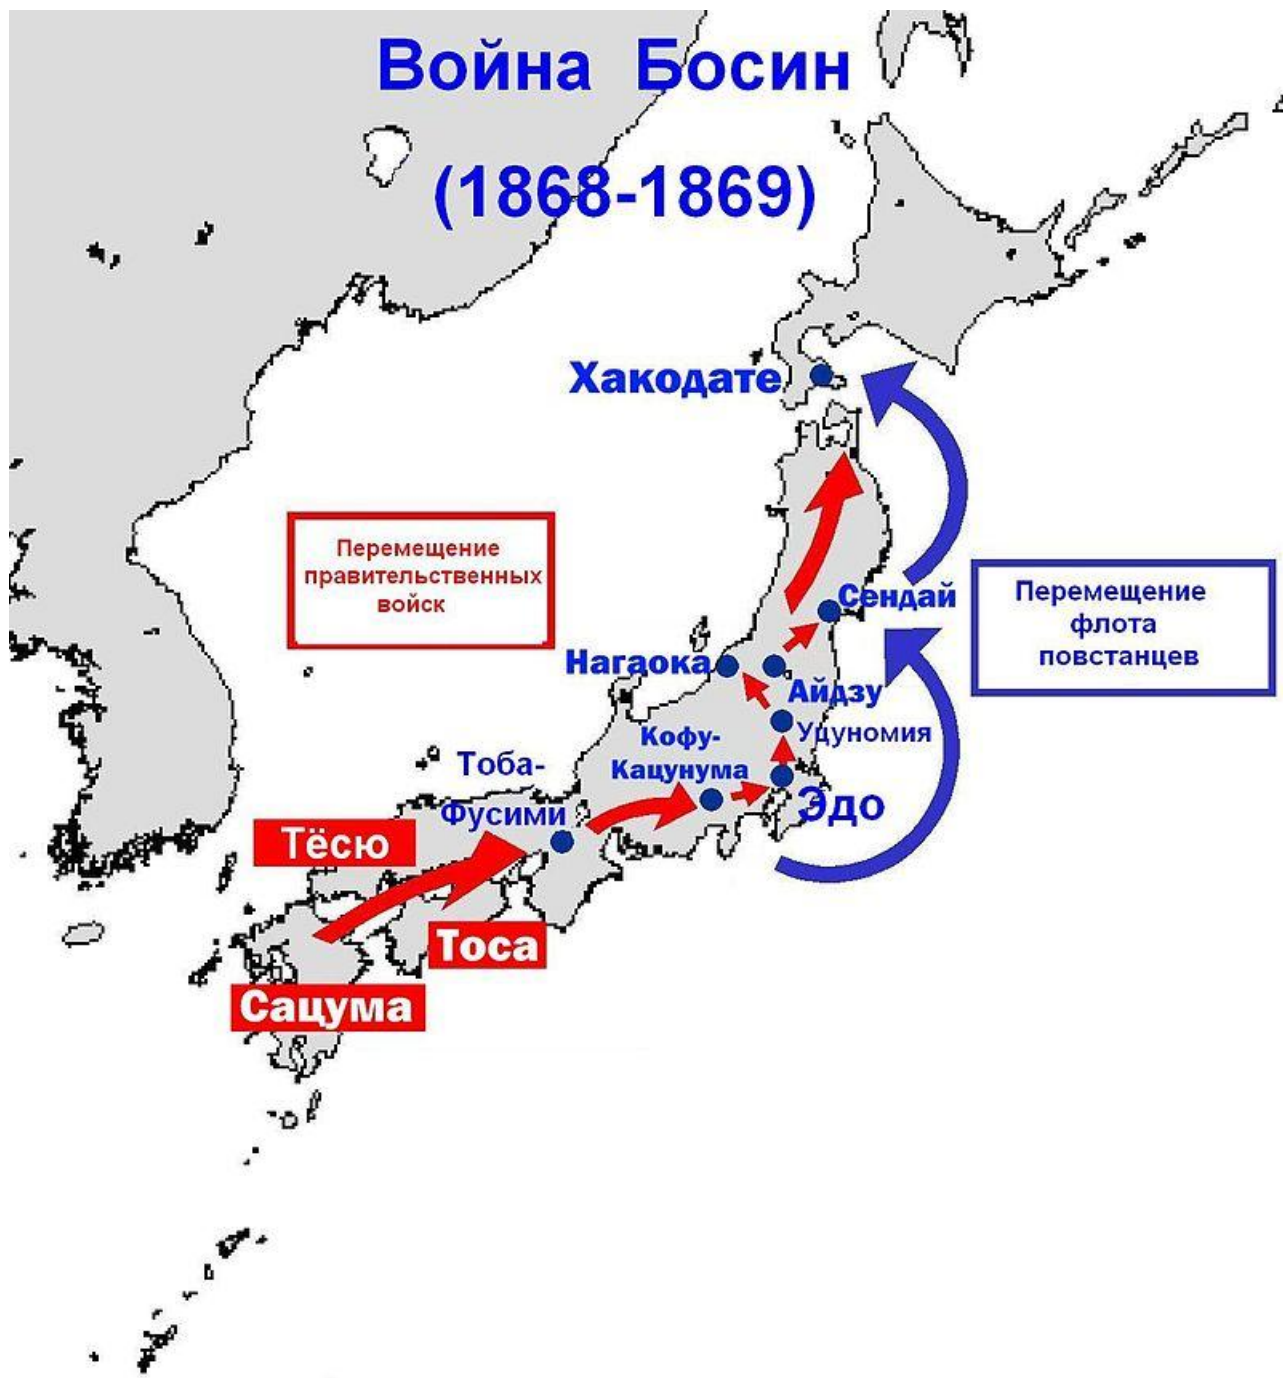 Война Босин
(1868-1869)
Хакодате
Перемещение
правительственных
войск
Сендай
Перемещение
флота
повстанцев
Нагаока
Айдзу
Уцуномия
Кофу-
Кацунума
Тоба-
Фусими
Эдо
Тёсю
Тоса
Сацума